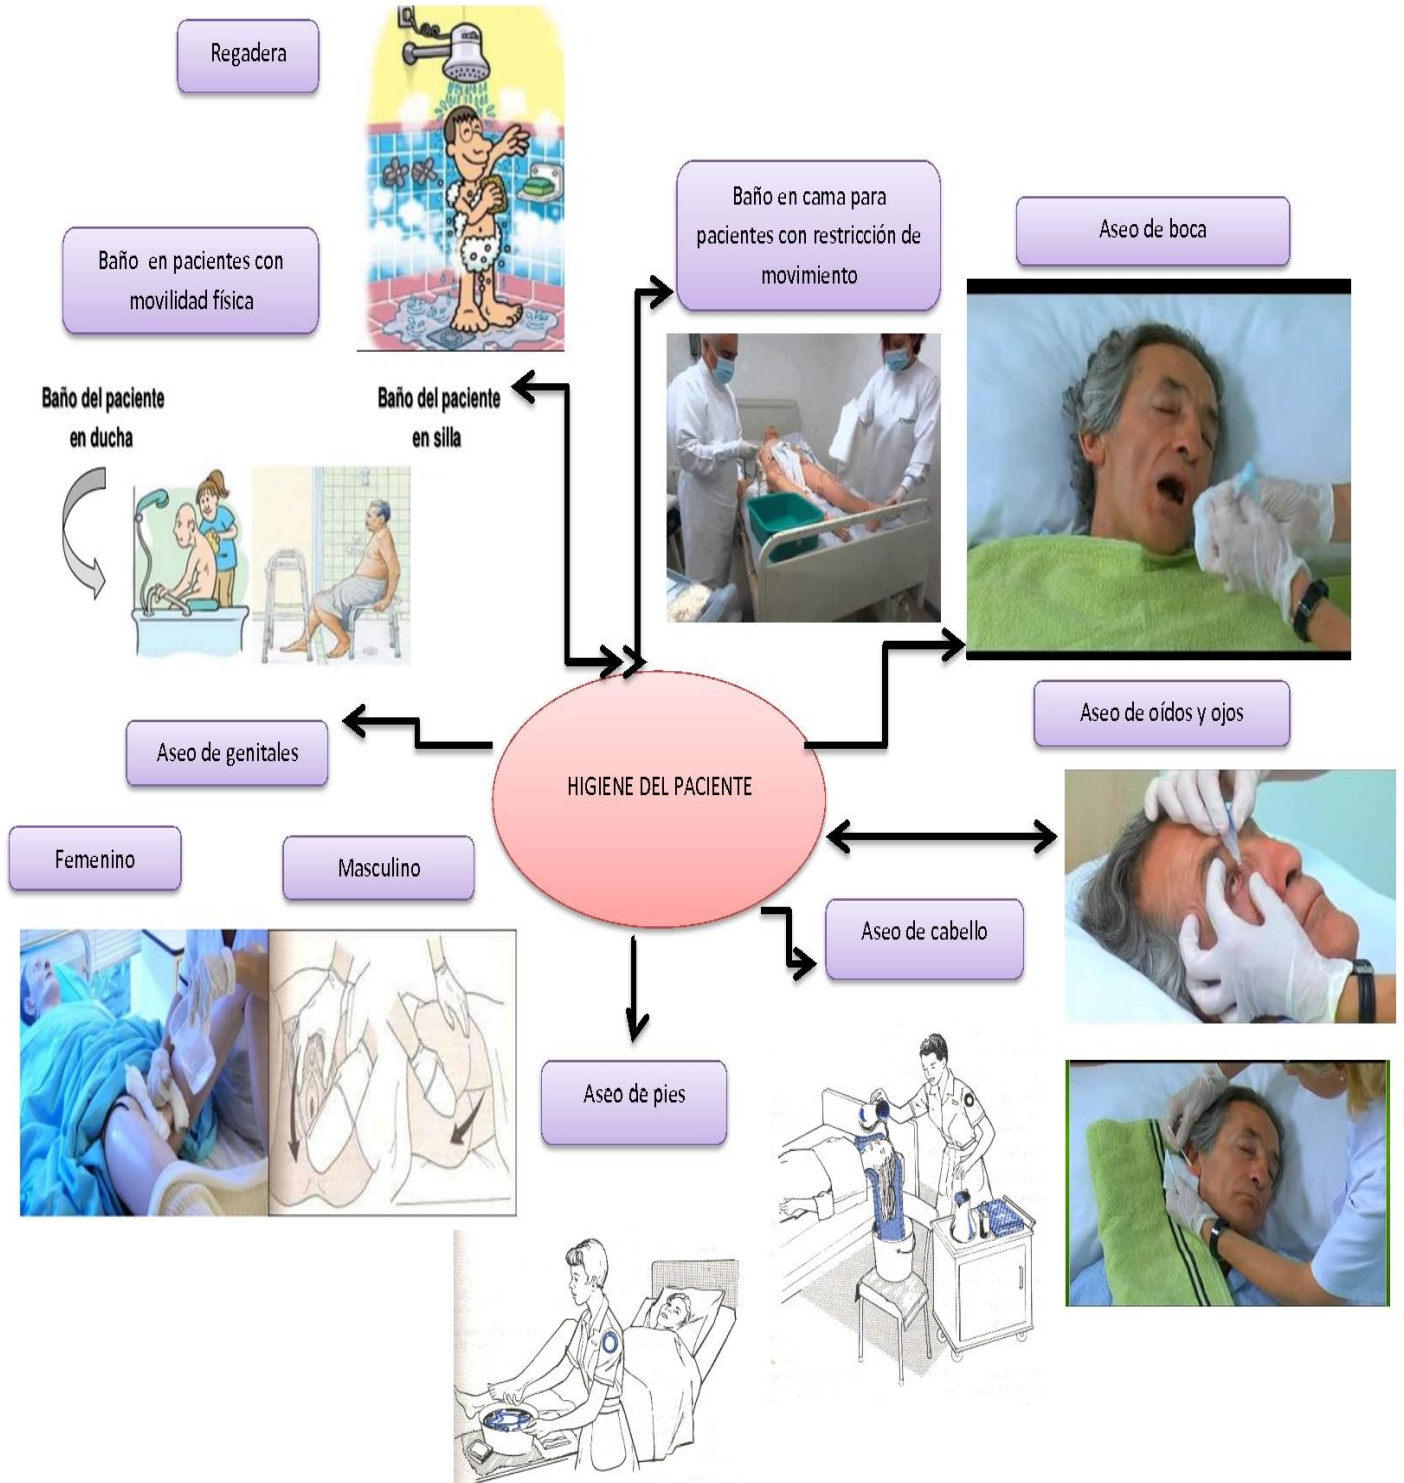 Regadera
Baño en pacientes con
movilidad física
Baño del paciente
en ducha
Baño del paciente
en silla
Baño en cama para
pacientes con restricción de
movimiento
Aseo de boca
Aseo de oídos y ojos
HIGIENE DEL PACIENTE
Aseo de genitales
Femenino
Masculino
Aseo de cabello
Aseo de pies